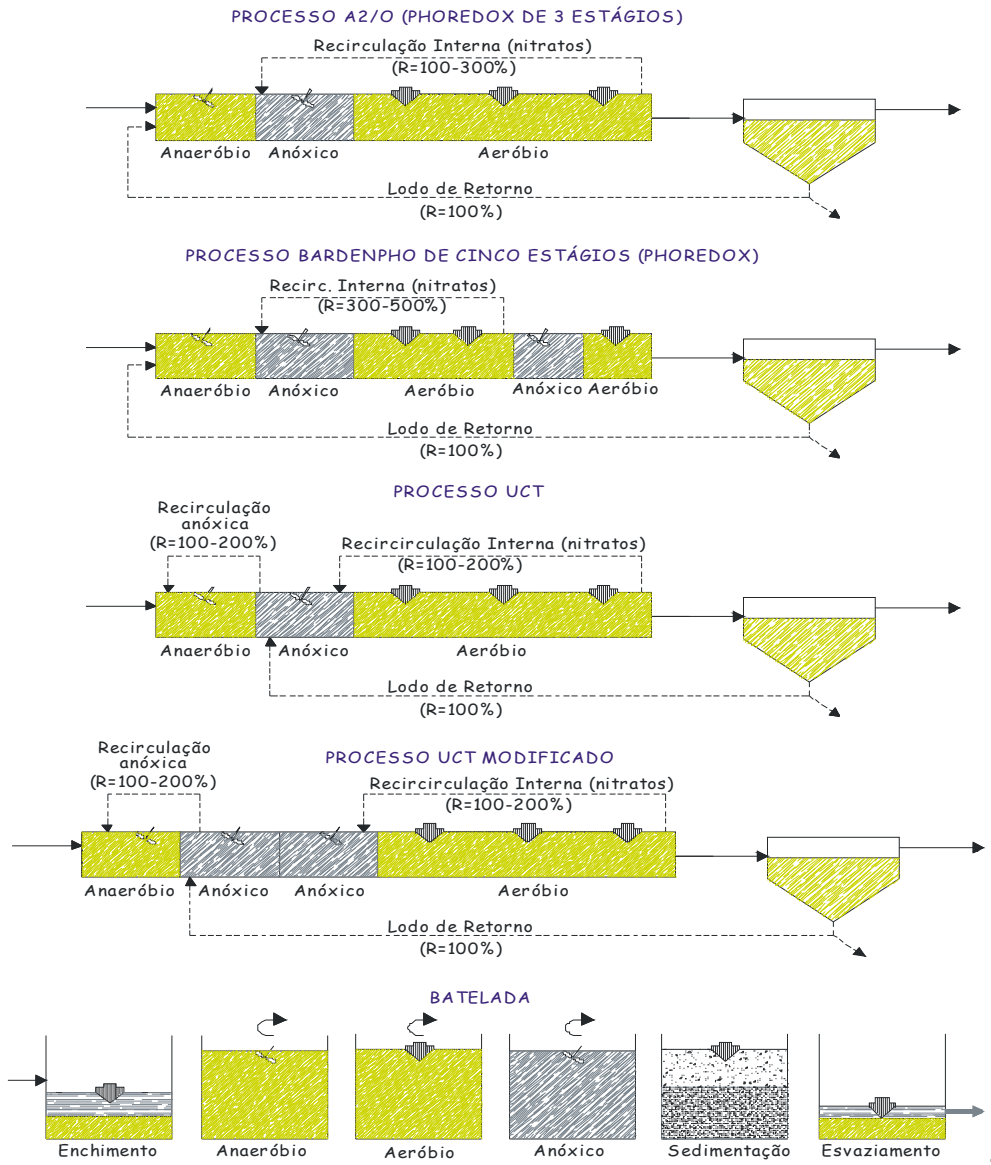 PROCESSO A2/O (PHOREDOX DE 3 ESTÁGIOS)
Recirculação Interna (nitratos)
(R=100-300%)
Anaeróbio Anóxico Aeróbio
Lodo de Retorno
(R=100%)
PROCESSO BARDENPHO DE CINCO ESTÁGIOS (PHOREDOX)
Recirc. Interna (nitratos)
(R=300-500%)
Anaeróbio Anóxico Aeróbio Anóxico Aeróbio
Lodo de Retorno
(R=100%)
PROCESSO UCT
Recirculação
anóxica
(R=100-200%)
Recircirculação Interna (nitratos)
(R=100-200%)
Anaeróbio Anóxico Aeróbio
Lodo de Retorno
(R=100%)
PROCESSO UCT MODIFICADO
Recirculação
anóxica
(R=100-200%)
Recircirculação Interna (nitratos)
(R=100-200%)
Anaeróbio Anóxico Anóxico Aeróbio
Lodo de Retorno
(R=100%)
BATELADA
Enchimento Anaeróbio Aeróbio Anóxico Sedimentação Esvaziamento